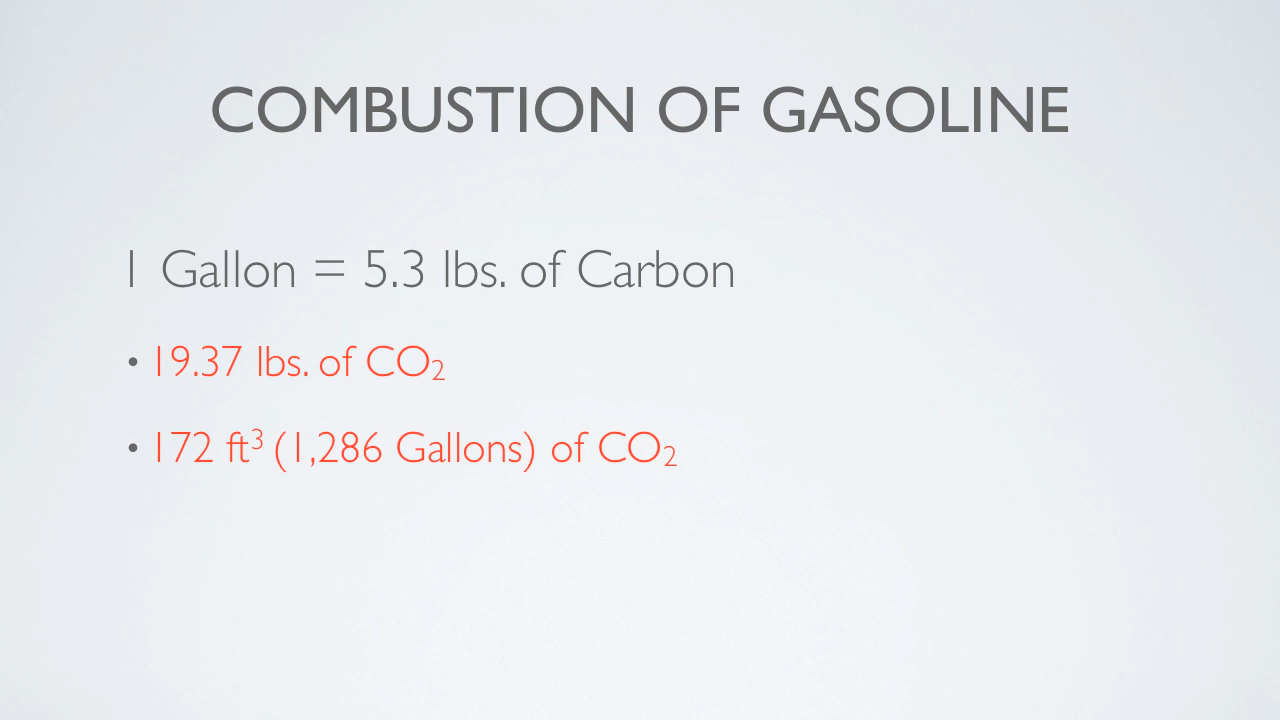 COMBUSTION OF GASOLINE
1 Gallon = 5.3 lbs. of Carbon
• 19.37 lbs. of CO₂
• 172 ft³ (1,286 Gallons) of CO₂